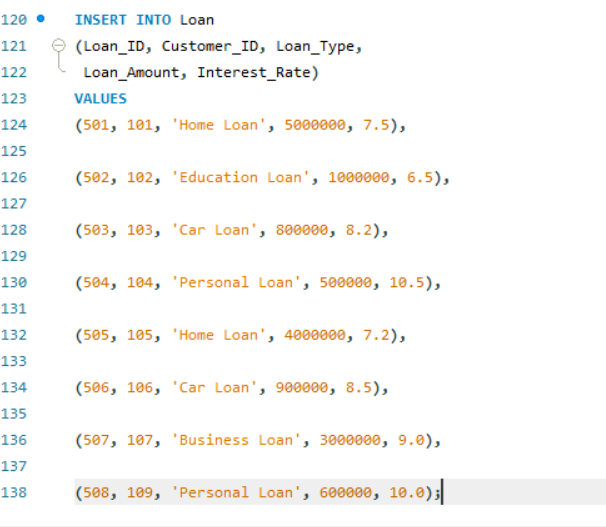 120 INSERT INTO Loan
121 (Loan_ID, Customer_ID, Loan_Type,
122 Loan_Amount, Interest_Rate)
123 VALUES
124 (501, 101, 'Home Loan', 5000000, 7.5),
125
126 (502, 102, 'Education Loan', 1000000, 6.5),
127
128 (503, 103, 'Car Loan', 800000, 8.2),
129
130 (504, 104, 'Personal Loan', 500000, 10.5),
131
132 (505, 105, 'Home Loan', 4000000, 7.2),
133
134 (506, 106, 'Car Loan', 900000, 8.5),
135
136 (507, 107, 'Business Loan', 3000000, 9.0),
137
138 (508, 109, 'Personal Loan', 600000, 10.0);